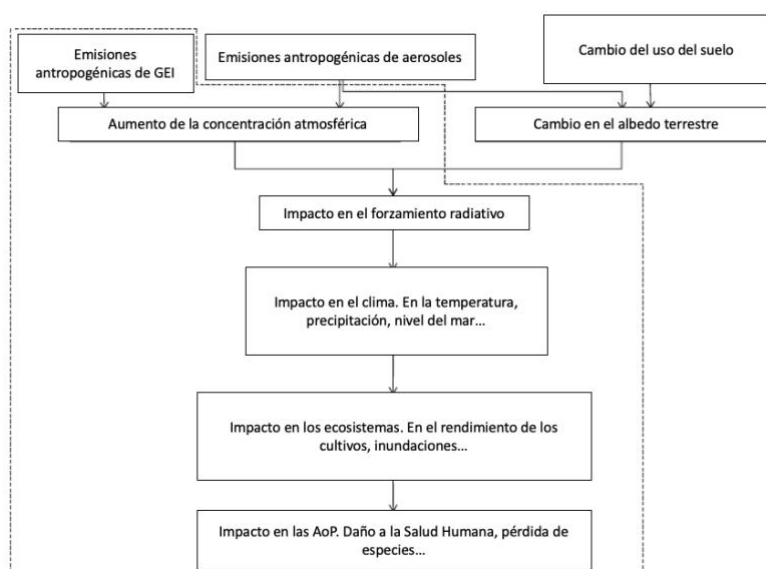 Emisiones
antropogénicas de GEI
Emisiones antropogénicas de aerosoles
Cambio del uso del suelo
Aumento de la concentración atmosférica
Cambio en el albedo terrestre
Impacto en el forzamiento radiativo
Impacto en el clima. En la temperatura,
precipitación, nivel del mar...
Impacto en los ecosistemas. En el rendimiento de los
cultivos, inundaciones...
Impacto en las AoP. Daño a la Salud Humana, pérdida de
especies...